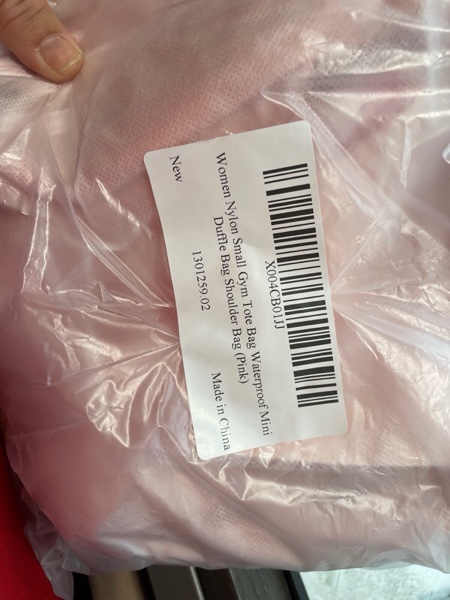 X004CB01JJ
Women Nylon Small Gym Tote Bag Waterproof Mini
Duffle Bag Shoulder Bag (Pink)
1301259.02
New
Made in China